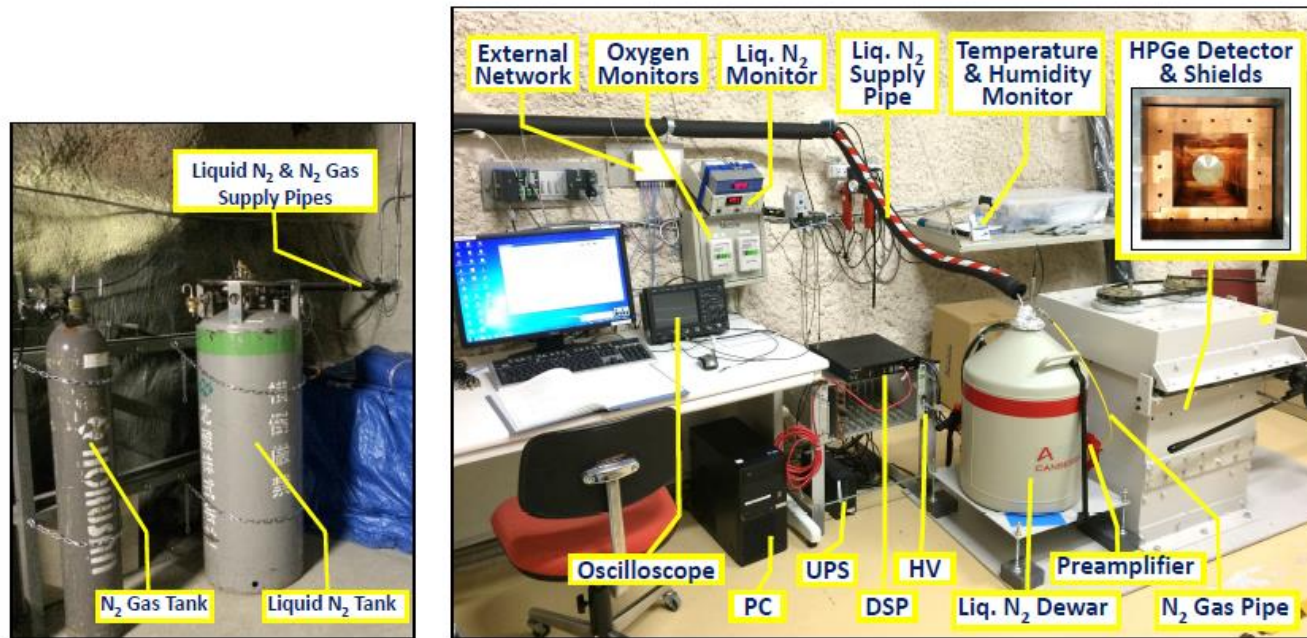 Liquid N₂ & N₂ Gas
Supply Pipes
N₂ Gas Tank
Liquid N₂ Tank
External
Network
Oxygen
Monitors
Liq. N₂
Monitor
Liq. N₂
Supply
Pipe
Temperature
& Humidity
Monitor
HPGe Detector
& Shields
Oscilloscope
PC
UPS
DSP
HV
Liq. N₂ Dewar
Preamplifier
N₂ Gas Pipe
CANBERRA